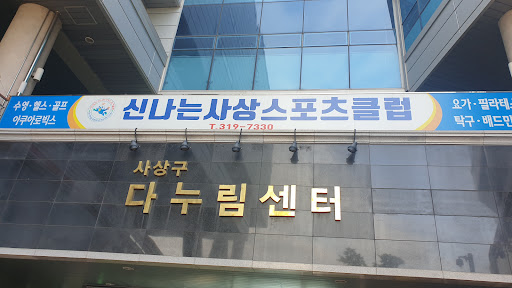 수영·헬스·골프
아쿠아로빅스
신나는사상스포츠클럽
T.319-7330
요가·필라테스
탁구·배드민
사상구
다누림센터